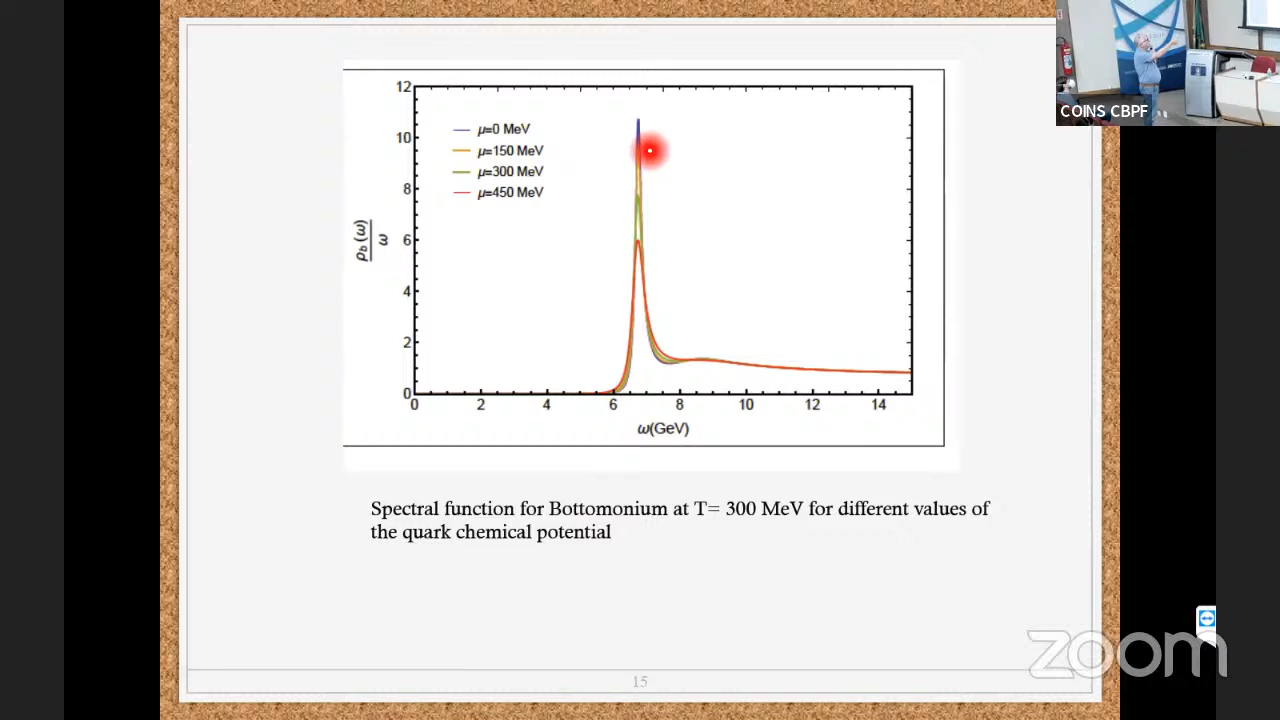 COINS CBPF
12
10
8
6
4
2
0
μ=0 MeV
μ=150 MeV
μ=300 MeV
μ=450 MeV
ρb (ω)
ω
0 2 4 6 8 10 12 14
ω(GeV)
Spectral function for Bottomonium at T= 300 MeV for different values of
the quark chemical potential
15
zoom